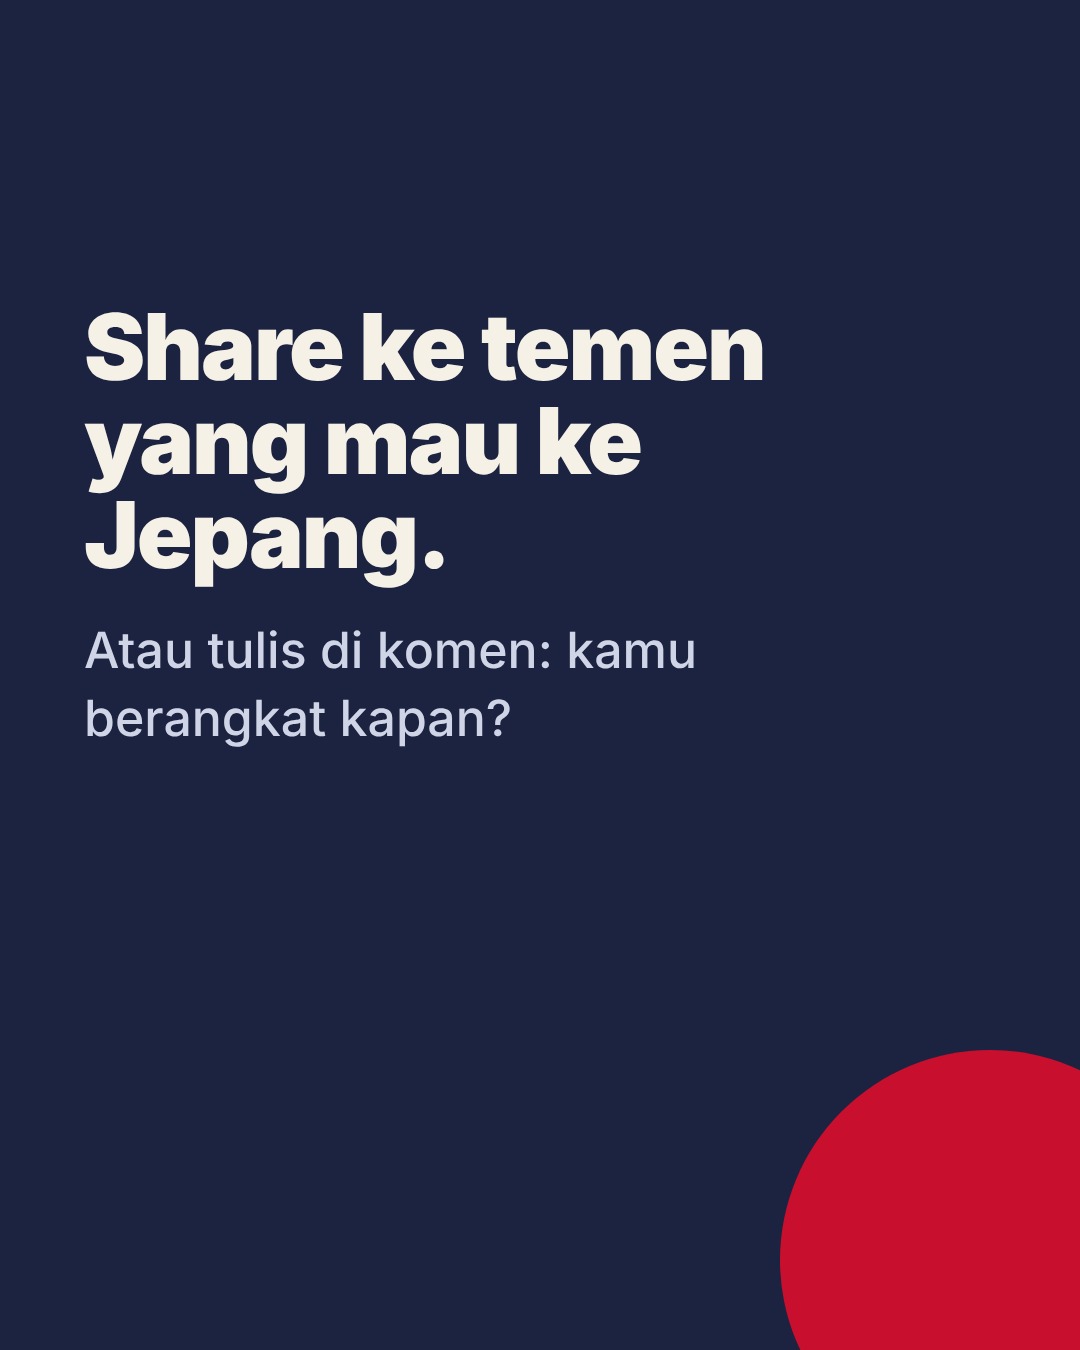 Share ke temen
yang mau ke
Jepang.
Atau tulis di komen: kamu
berangkat kapan?